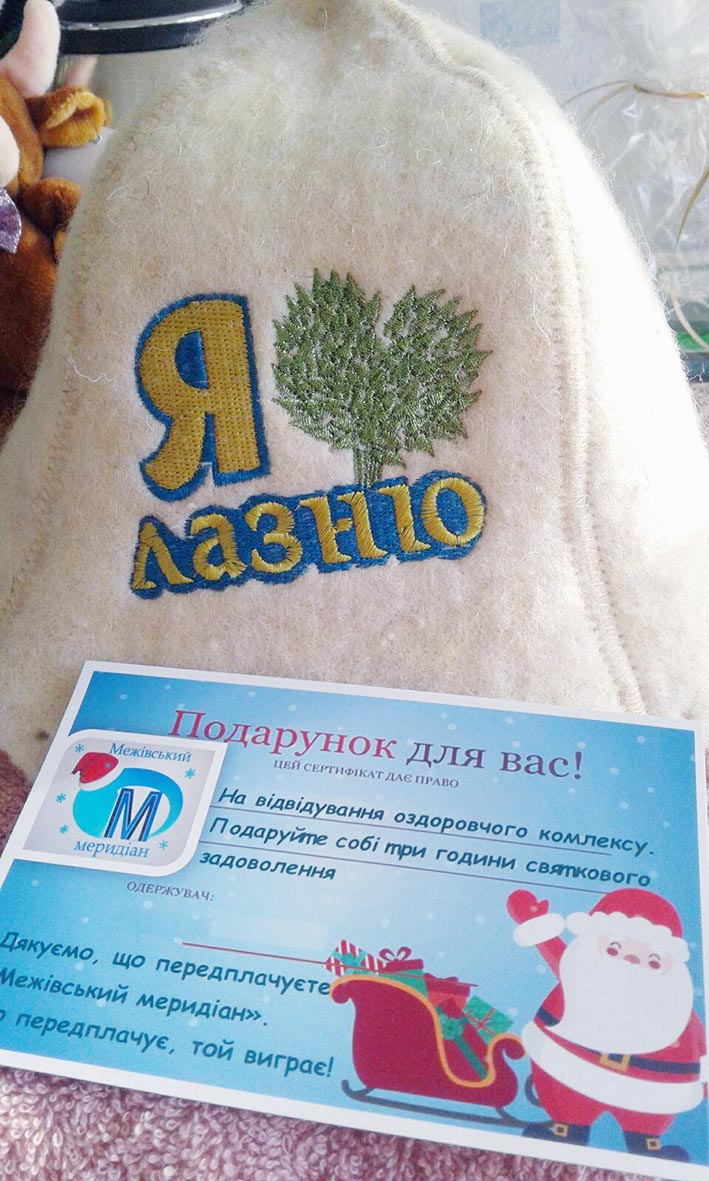 Я
лазню
Подарунок для вас!
ЦЕЙ СЕРТИФІКАТ ДАЄ ПРАВО
Межівський
М
меридіан
На відвідування оздоровчого комлексу.
Подаруйте собі три години святкового
задоволення
ОДЕРЖУВАЧ:
Дякуємо, що передплачуєте
Межівський меридіан».
передплачує, той виграє!